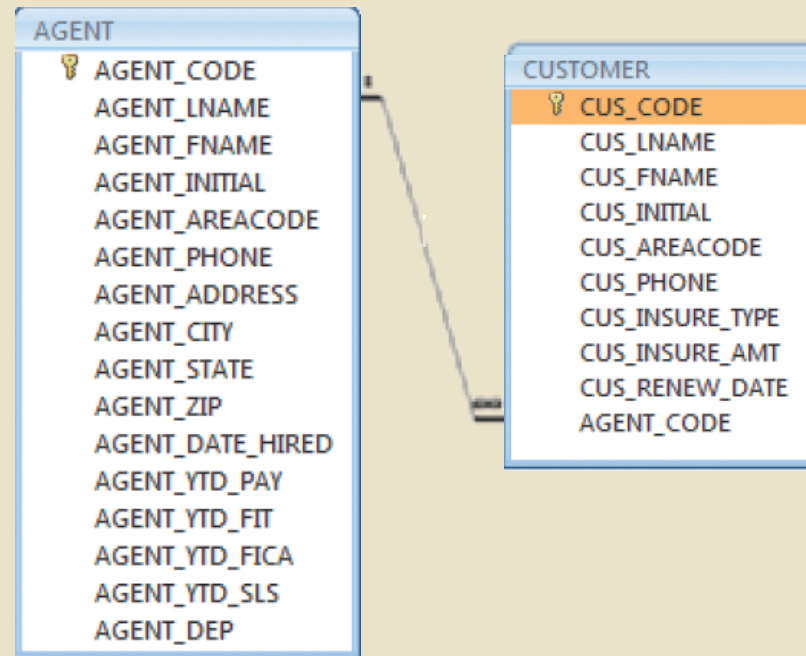 AGENT
AGENT_CODE
AGENT_LNAME
AGENT_FNAME
AGENT_INITIAL
AGENT_AREACODE
AGENT_PHONE
AGENT_ADDRESS
AGENT_CITY
AGENT_STATE
AGENT_ZIP
AGENT_DATE_HIRED
AGENT_YTD_PAY
AGENT_YTD_FIT
AGENT_YTD_FICA
AGENT_YTD_SLS
AGENT_DEP
1
∞
CUSTOMER
CUS_CODE
CUS_LNAME
CUS_FNAME
CUS_INITIAL
CUS_AREACODE
CUS_PHONE
CUS_INSURE_TYPE
CUS_INSURE_AMT
CUS_RENEW_DATE
AGENT_CODE